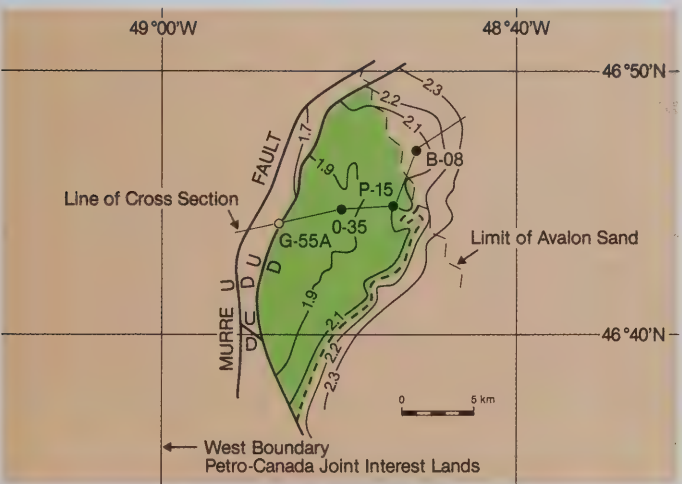 49°00'W
48°40'W
46°50'N
2.3
2.2
2.1
1.7
1.9
FAULT
B-08
P-15
Line of Cross Section
0-35
G-55A
Limit of Avalon Sand
U
D
U
D
1.9
MURRE
U
D
2.1
2.2
2.3
46°40'N
0
5 km
West Boundary
Petro-Canada Joint Interest Lands